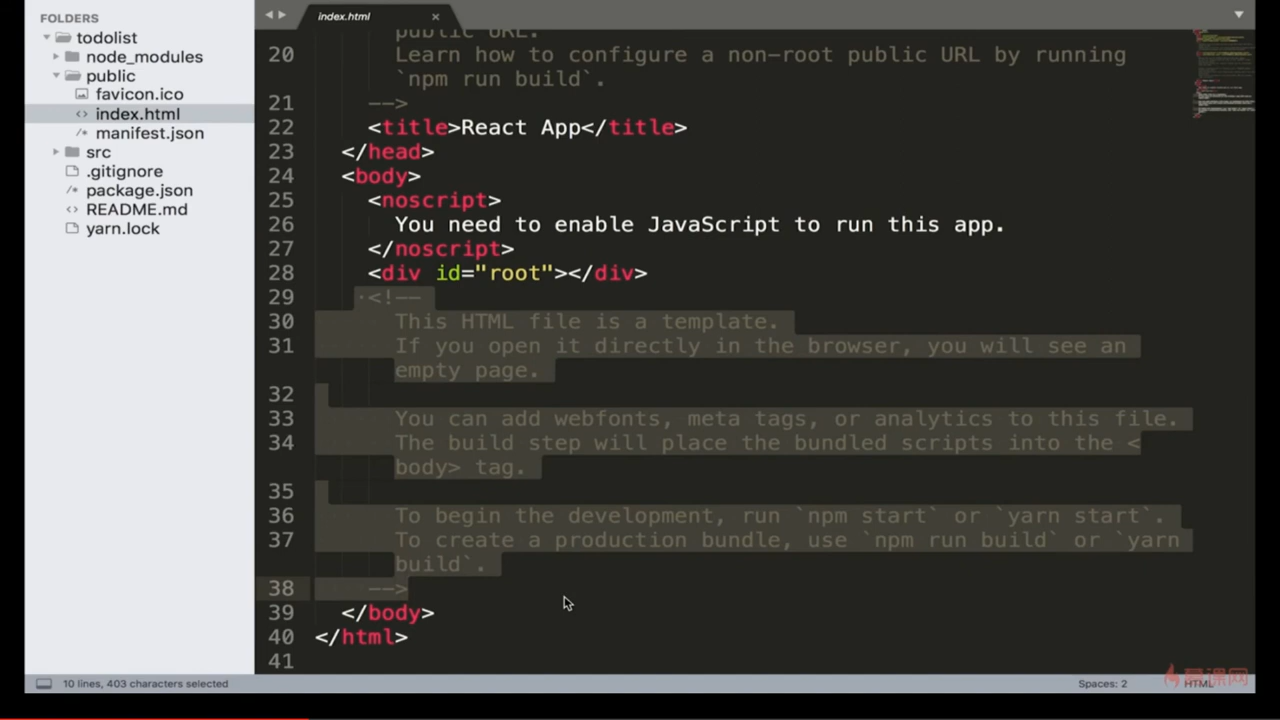 FOLDERS
todolist
node_modules
public
favicon.ico
index.html
manifest.json
src
.gitignore
package.json
README.md
yarn.lock
index.html
public URL.
20 Learn how to configure a non-root public URL by running
`npm run build`.
21 -->
22 <title>React App</title>
23 </head>
24 <body>
25 <noscript>
26 You need to enable JavaScript to run this app.
27 </noscript>
28 <div id="root"></div>
29 <!--
30 This HTML file is a template.
31 If you open it directly in the browser, you will see an
empty page.
32
33 You can add webfonts, meta tags, or analytics to this file.
34 The build step will place the bundled scripts into the <
body> tag.
35
36 To begin the development, run `npm start` or `yarn start`.
37 To create a production bundle, use `npm run build` or `yarn
build`.
38 -->
39 </body>
40 </html>
41
10 lines, 403 characters selected
Spaces: 2
HTML
慕课网